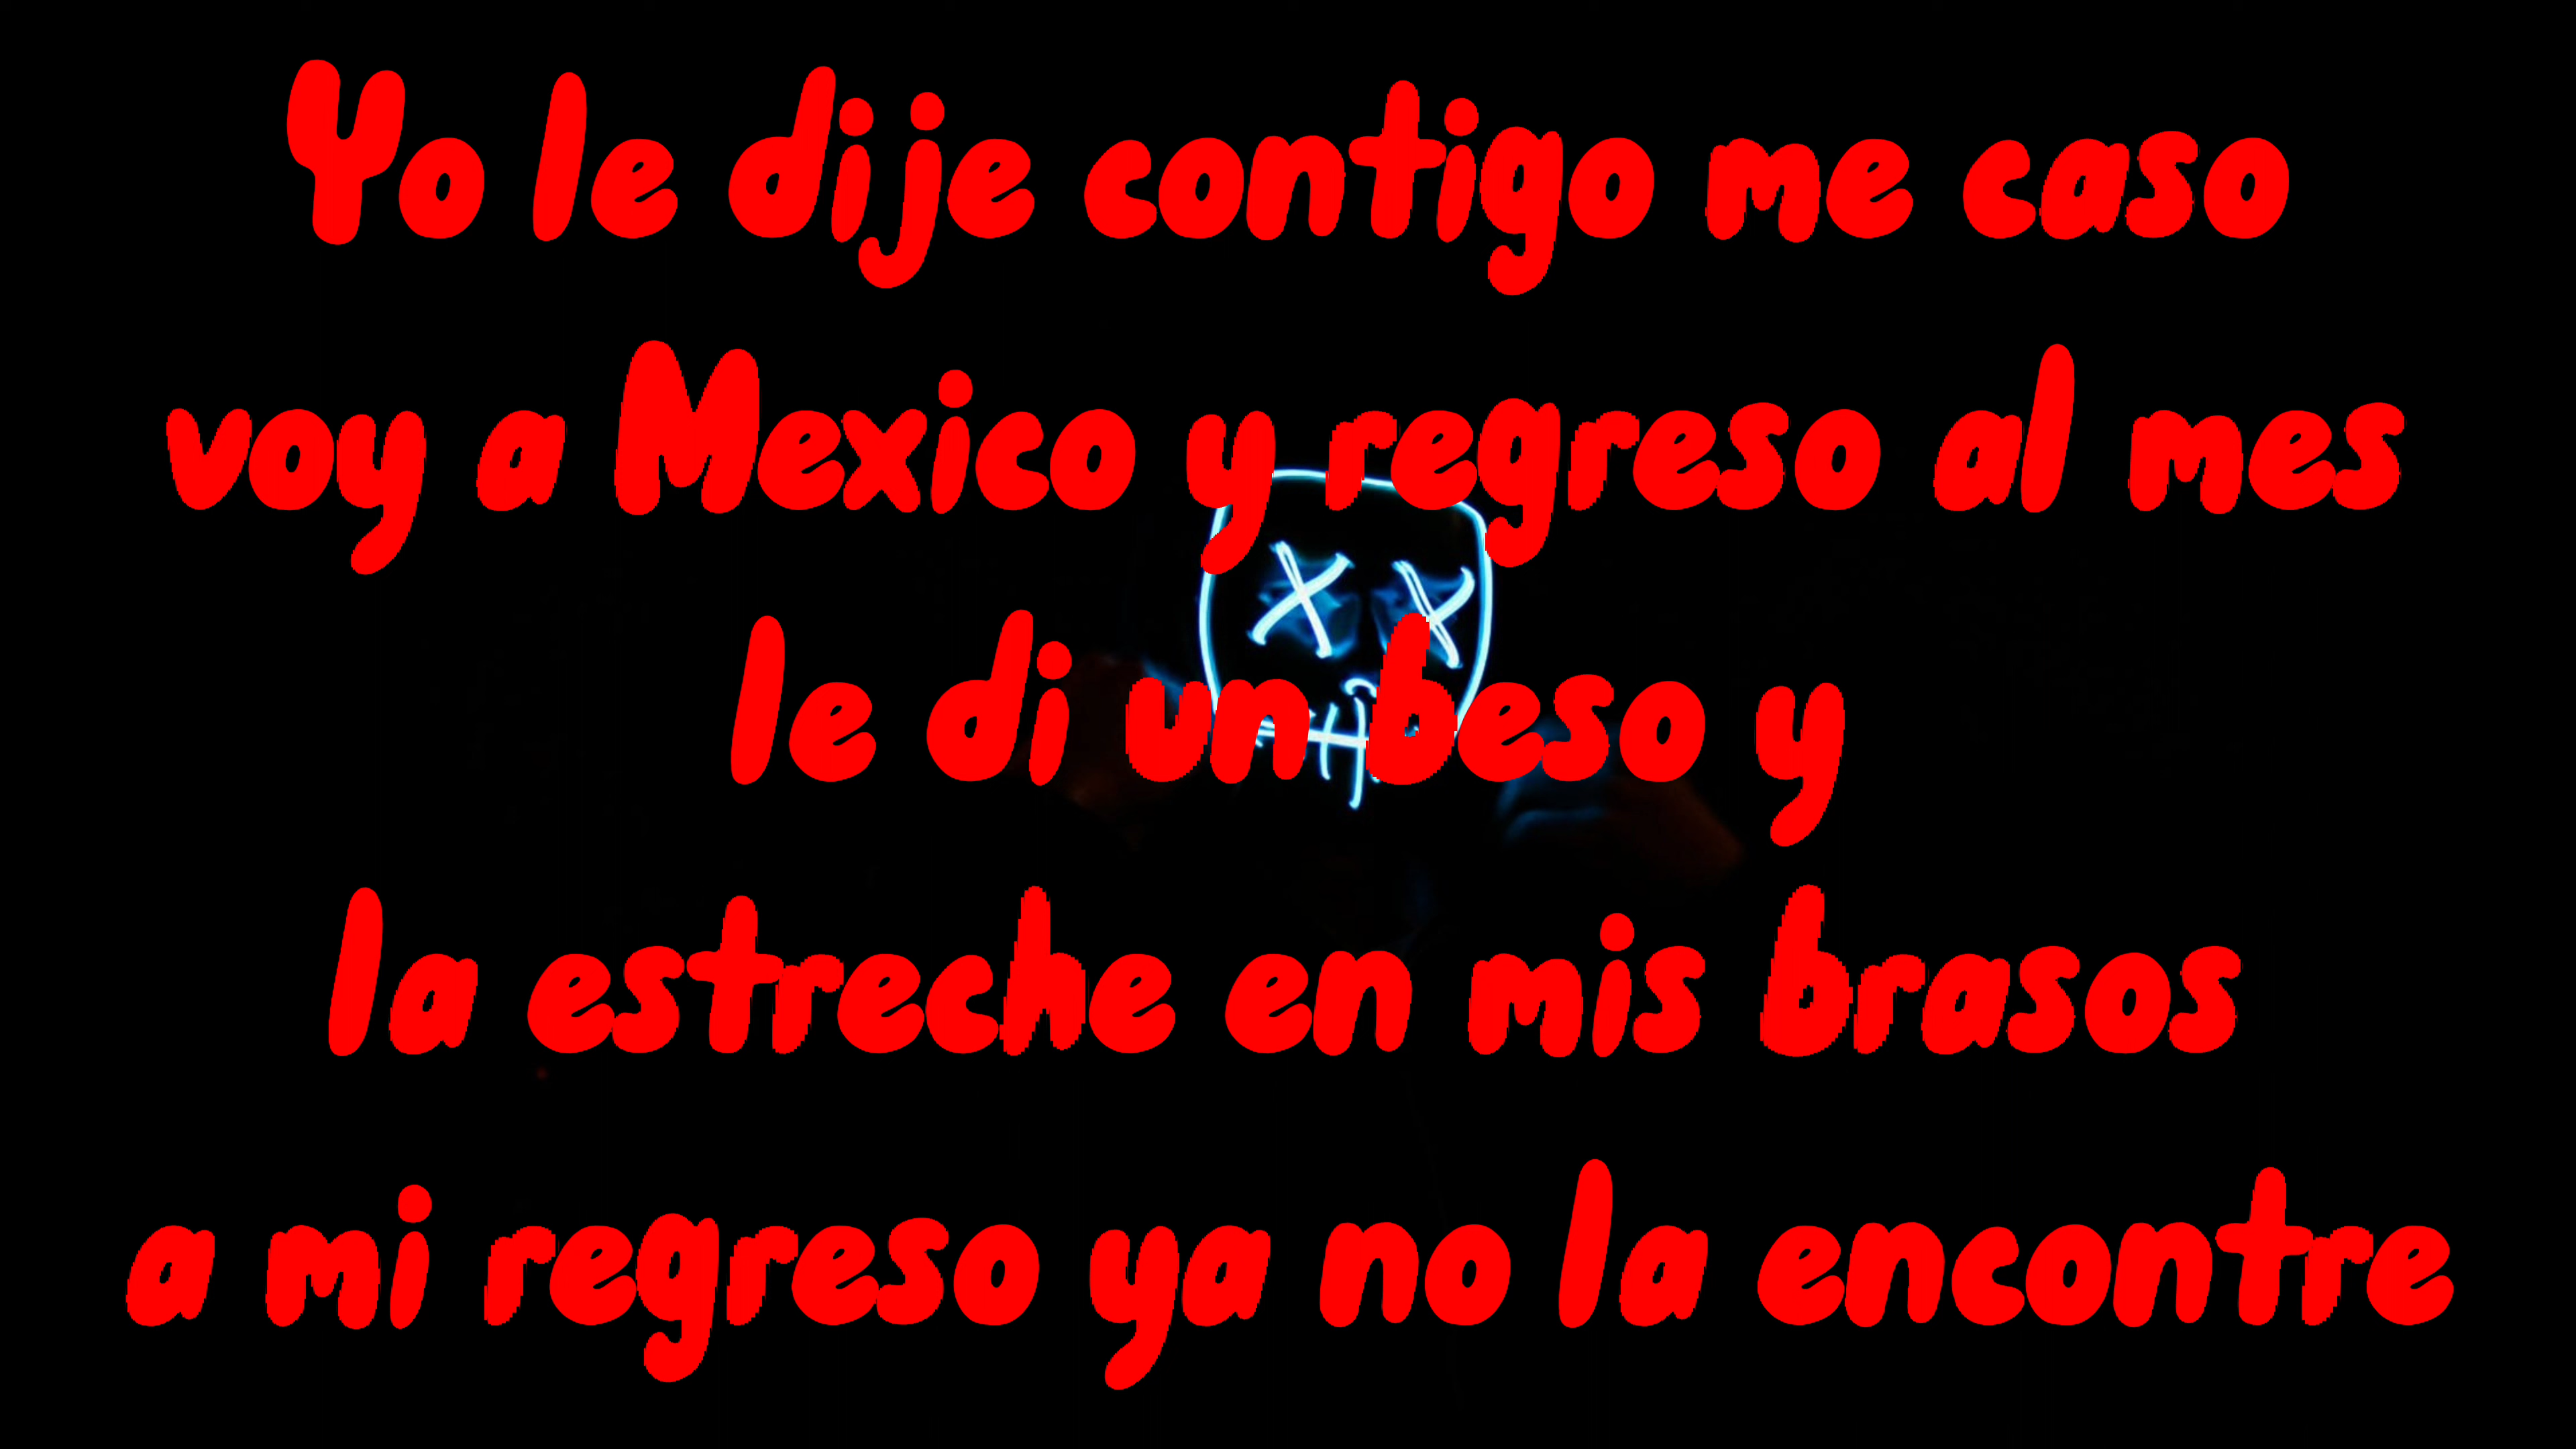 Yo le dije contigo me caso
voy a Mexico y regreso al mes
le di un beso y
la estreche en mis brasos
a mi regreso ya no la encontre